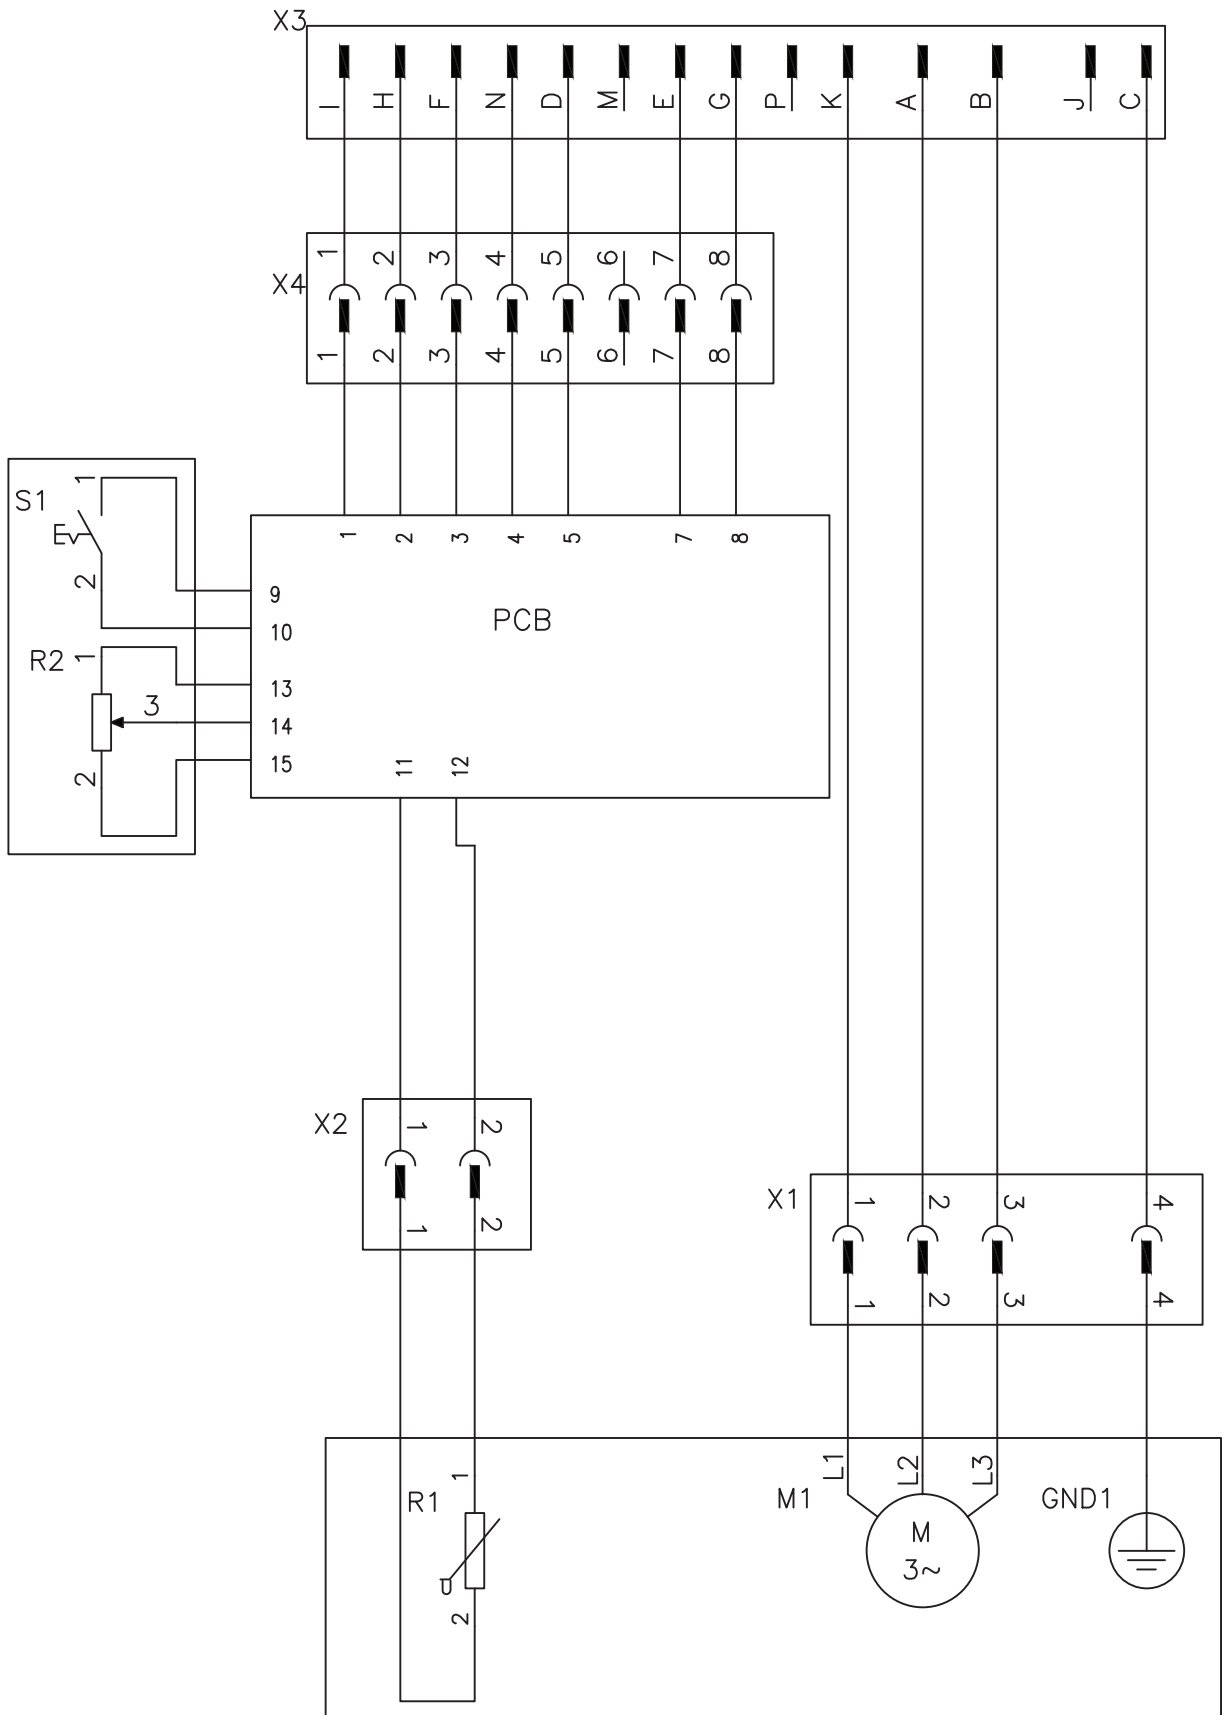 X3
I H F N D M E G P K A B J C
1 2 3 4 5 6 7 8
X4
1 2 3 4 5 6 7 8
1
S1
2
1 2 3 4 5 7 8
9
PCB
10
R2 1
13
3
14
2
15
11 12
X2
1 2
1 2
X1
1 2 3 4
1 2 3 4
L1 L2 L3
1
R1
M1
GND1
M
3~
U
2